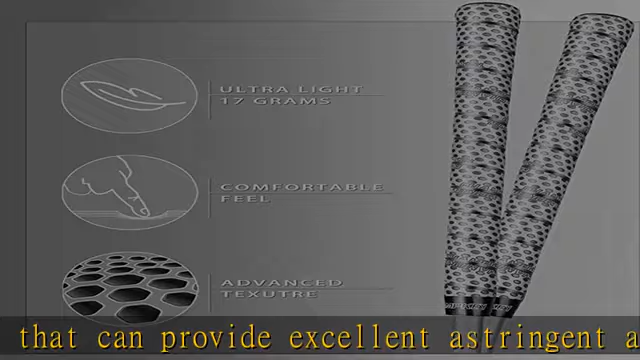 ULTRA LIGHT
17 GRAMS
COMFORTABLE
FEEL
ADVANCED
TEXUTRE
that can provide excellent astringent a